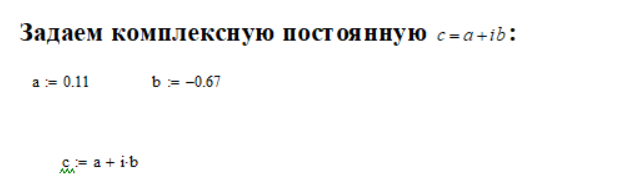 Задаем комплексную постоянную c=a+ib:
a := 0.11 b := −0.67
c := a + i·b